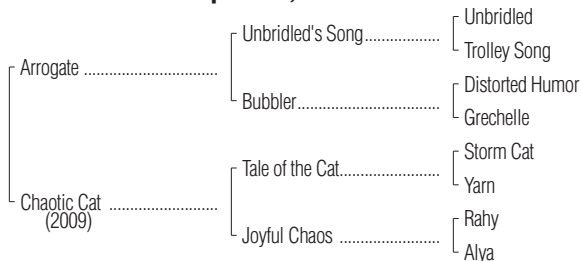 Unbridled
Unbridled's Song..................
Trolley Song
Arrogate ................................
Distorted Humor
Bubbler..................................
Grechelle
Storm Cat
Tale of the Cat.......................
Yarn
Chaotic Cat ..........................
(2009)
Rahy
Joyful Chaos ........................
Alya